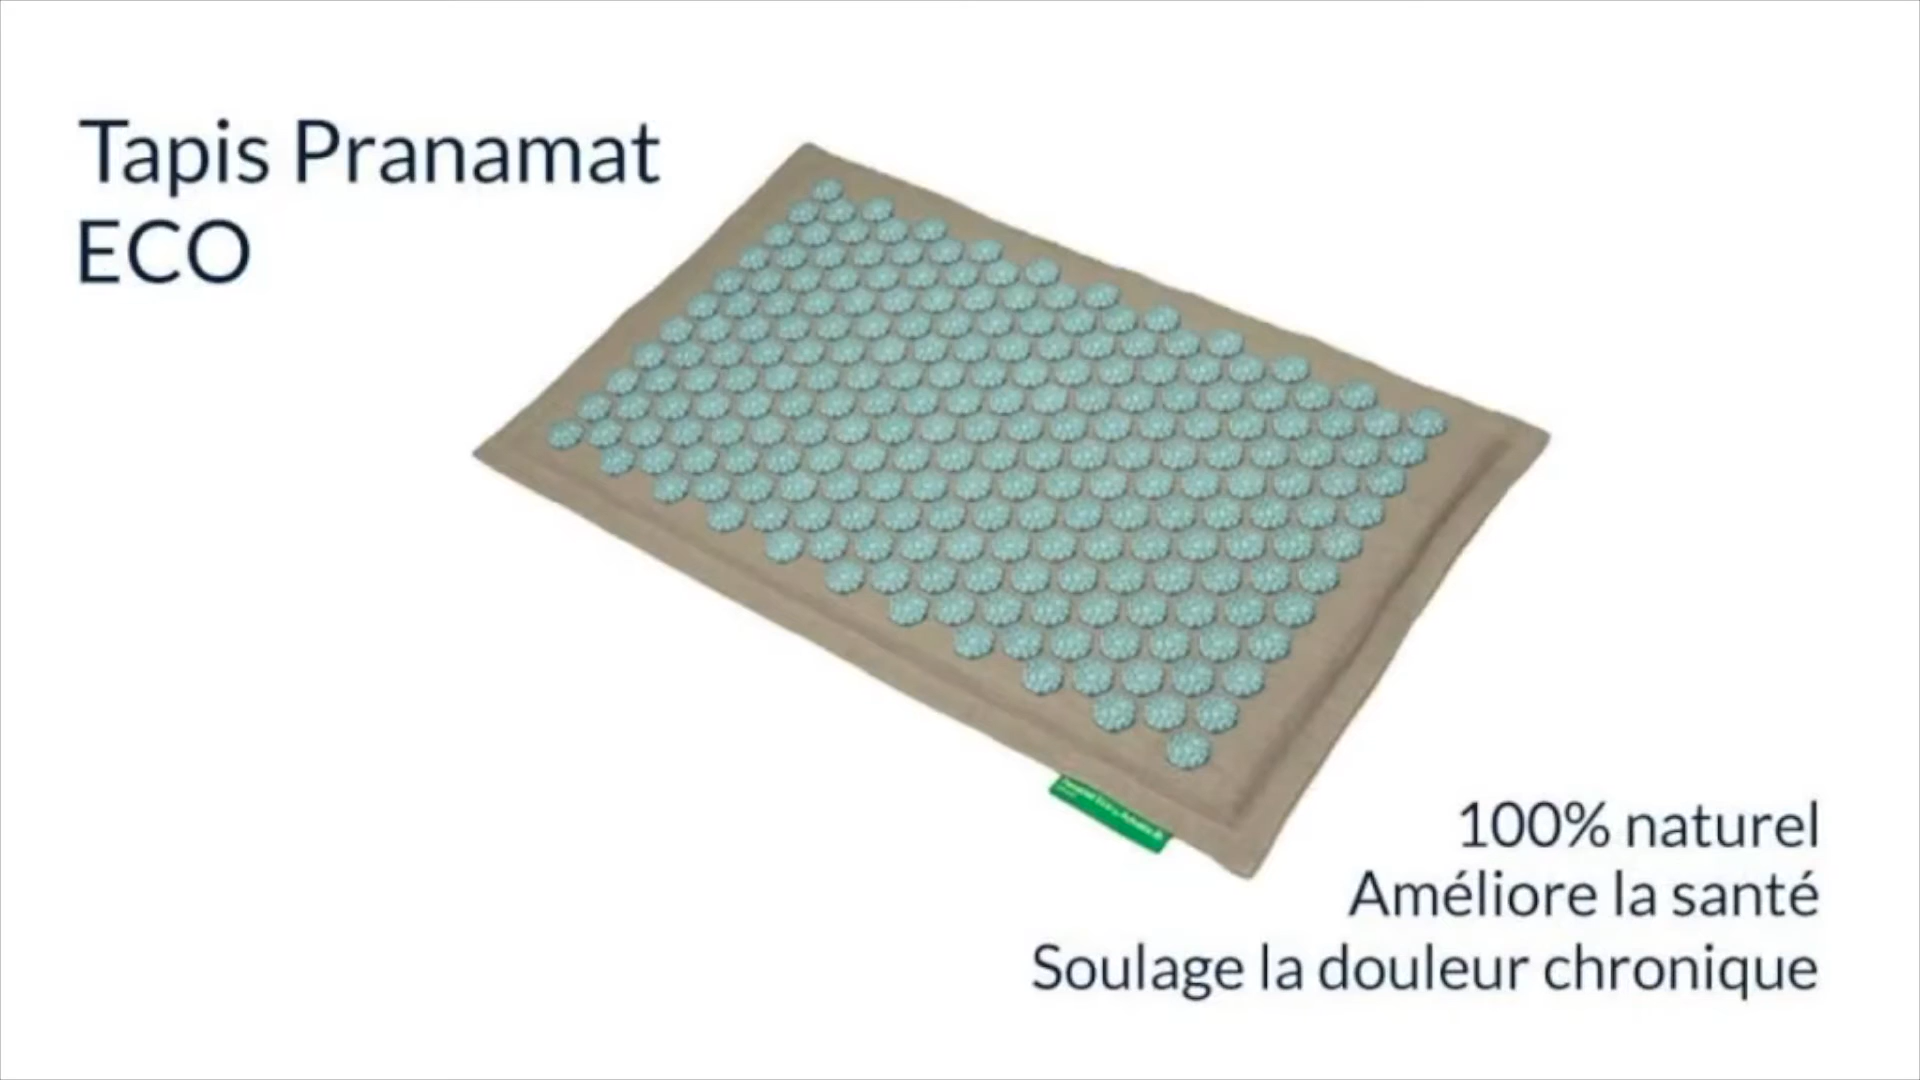 Tapis Pranamat
ECO
100% naturel
Améliore la santé
Soulage la douleur chronique